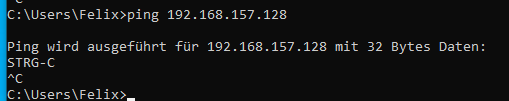 C:\Users\Felix>ping 192.168.157.128
Ping wird ausgeführt für 192.168.157.128 mit 32 Bytes Daten:
STRG-C
^C
C:\Users\Felix>